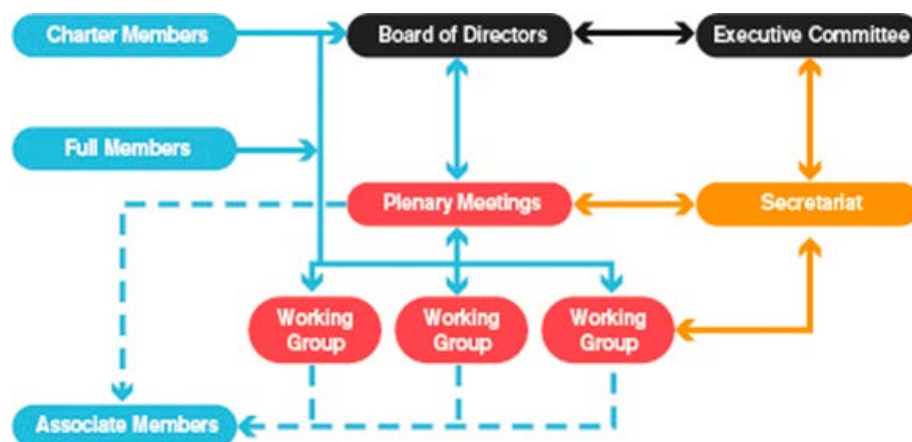 Charter Members
Board of Directors
Executive Committee
Full Members
Plenary Meetings
Secretariat
Working
Group
Working
Group
Working
Group
Associate Members